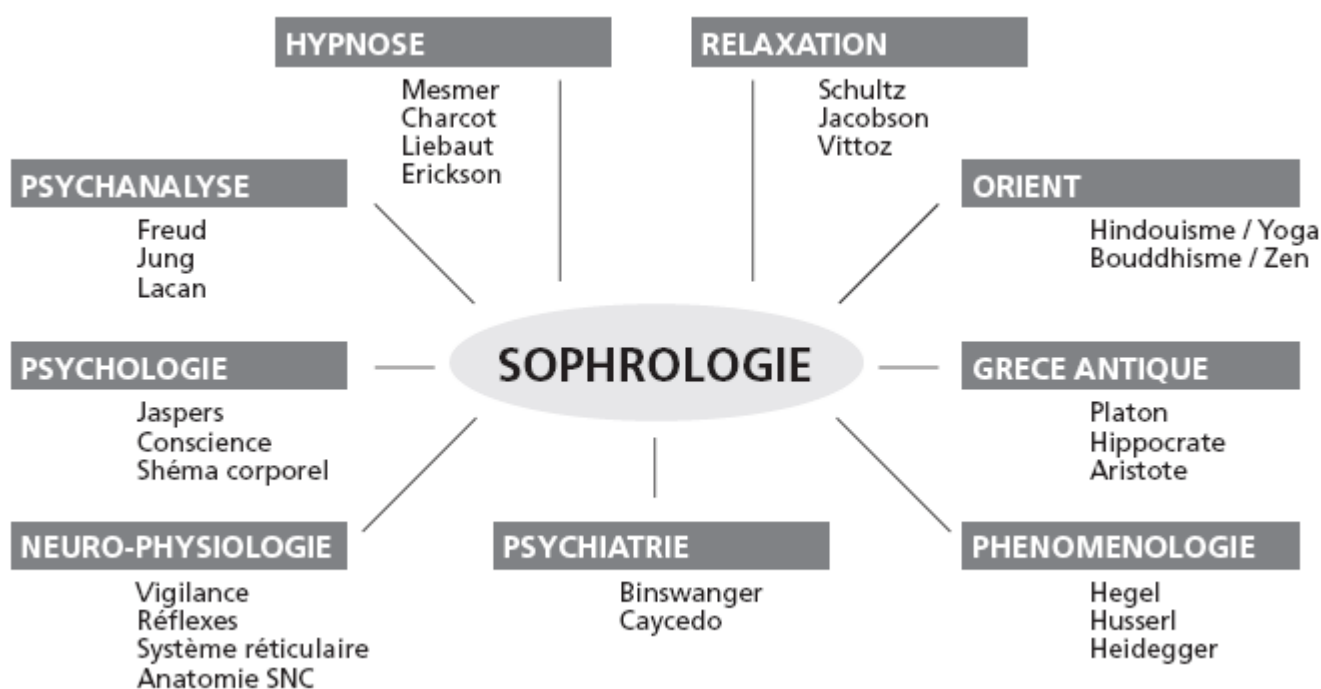 HYPNOSE
Mesmer
Charcot
Liebaut
Erickson
RELAXATION
Schultz
Jacobson
Vittoz
PSYCHANALYSE
Freud
Jung
Lacan
ORIENT
Hindouisme / Yoga
Bouddhisme / Zen
SOPHROLOGIE
PSYCHOLOGIE
Jaspers
Conscience
Shéma corporel
GRECE ANTIQUE
Platon
Hippocrate
Aristote
NEURO-PHYSIOLOGIE
Vigilance
Réflexes
Système réticulaire
Anatomie SNC
PSYCHIATRIE
Binswanger
Caycedo
PHENOMENOLOGIE
Hegel
Husserl
Heidegger